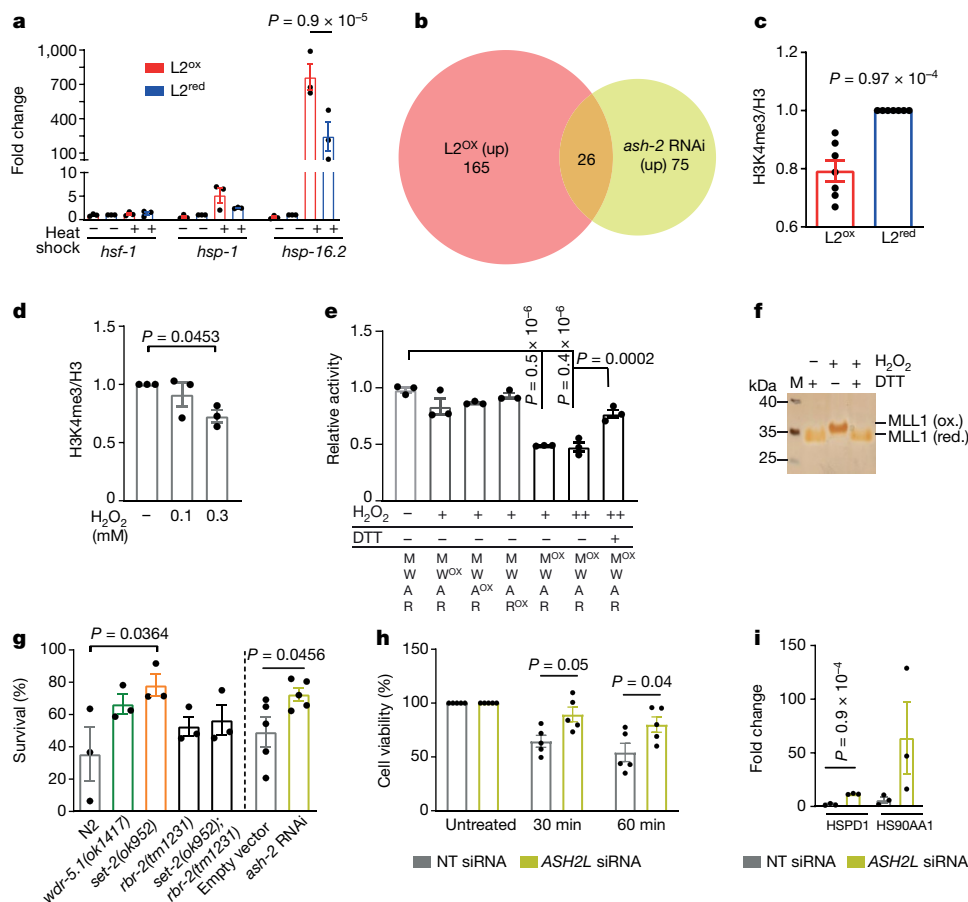 a
P = 0.9 × 10⁻⁵
L2ox
L2red
Fold change
1,000
700
400
100
10
5
0
− − + + − − + + − − + +
Heat shock
hsf-1 hsp-1 hsp-16.2
b
L2OX (up)
165
26
ash-2 RNAi
(up) 75
c
P = 0.97 × 10⁻⁴
H3K4me3/H3
1.2
1.0
0.8
0.6
L2ox L2red
d
P = 0.0453
H3K4me3/H3
1.5
1.0
0.5
0
H2O2
(mM)
− 0.1 0.3
e
P = 0.5 × 10⁻⁶
P = 0.4 × 10⁻⁶
P = 0.0002
Relative activity
1.5
1.0
0.5
0
H2O2 − + + + + ++ ++
DTT − − − − − − +
M M M M MOX MOX MOX
W WOX W W W W W
A A AOX A A A A
R R R ROX R R R
f
− + + H2O2
kDa M + − + DTT
40
35
25
MLL1 (ox.)
MLL1 (red.)
g
P = 0.0364
P = 0.0456
Survival (%)
100
80
60
40
20
0
N2
wdr-5.1(ok1417)
set-2(ok952)
rbr-2(tm1231)
set-2(ok952);
rbr-2(tm1231)
Empty vector
ash-2 RNAi
h
P = 0.05
P = 0.04
Cell viability (%)
150
100
50
0
Untreated 30 min 60 min
NT siRNA ASH2L siRNA
i
P = 0.9 × 10⁻⁴
Fold change
150
100
50
0
HSPD1 HS90AA1
NT siRNA ASH2L siRNA